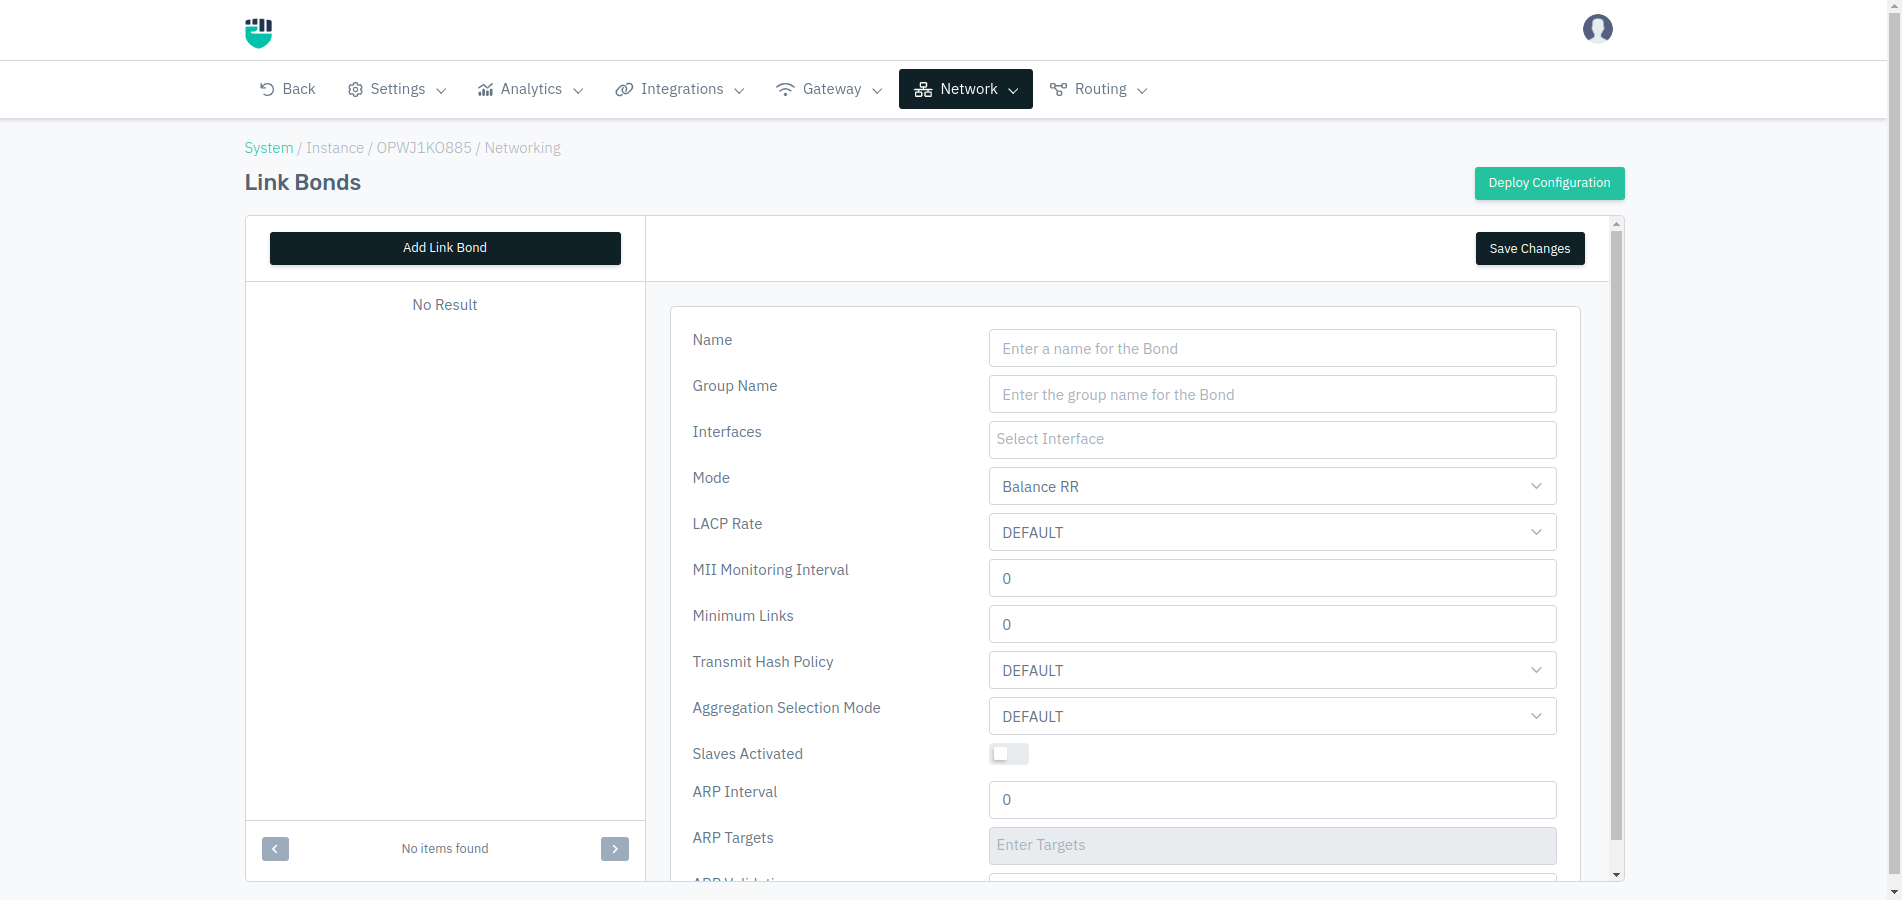 Back
Settings
Analytics
Integrations
Gateway
Network
Routing
System / Instance / OPWJ1KO885 / Networking
Link Bonds
Deploy Configuration
Add Link Bond
Save Changes
No Result
Name
Enter a name for the Bond
Group Name
Enter the group name for the Bond
Interfaces
Select Interface
Mode
Balance RR
LACP Rate
DEFAULT
MII Monitoring Interval
0
Minimum Links
0
Transmit Hash Policy
DEFAULT
Aggregation Selection Mode
DEFAULT
Slaves Activated
ARP Interval
0
ARP Targets
Enter Targets
No items found